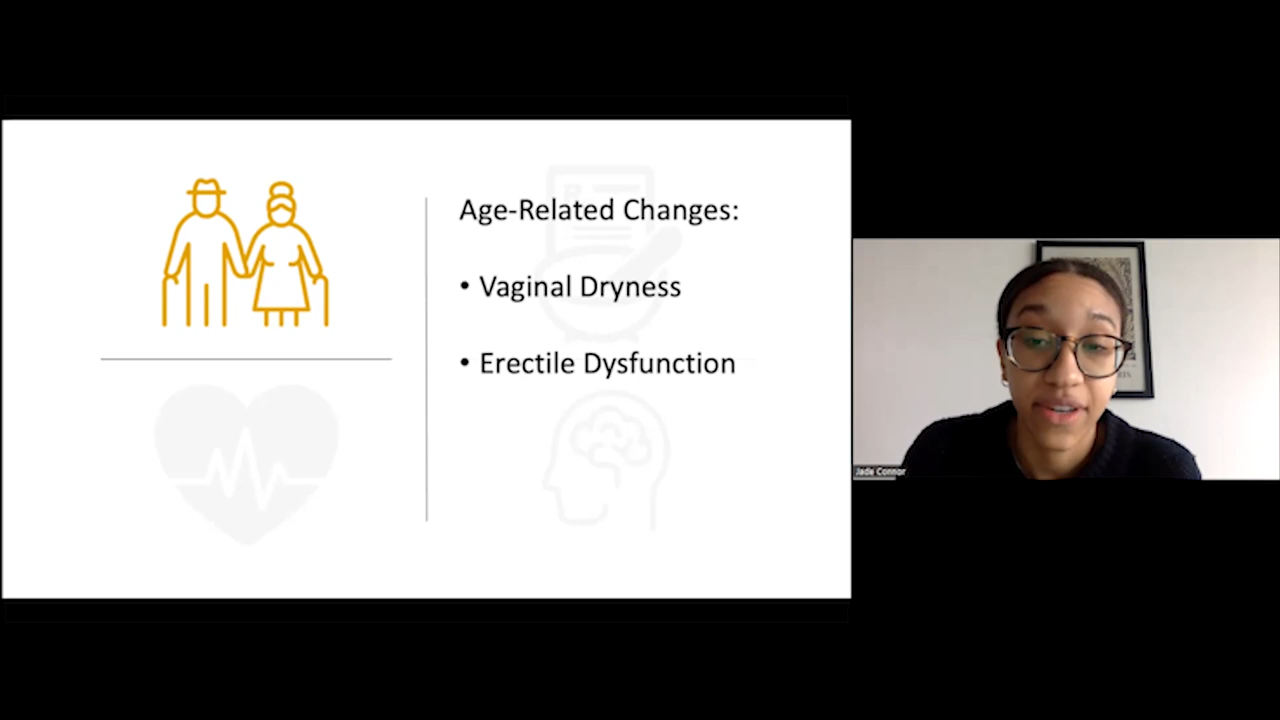 Age-Related Changes:
• Vaginal Dryness
• Erectile Dysfunction
Jade Connor